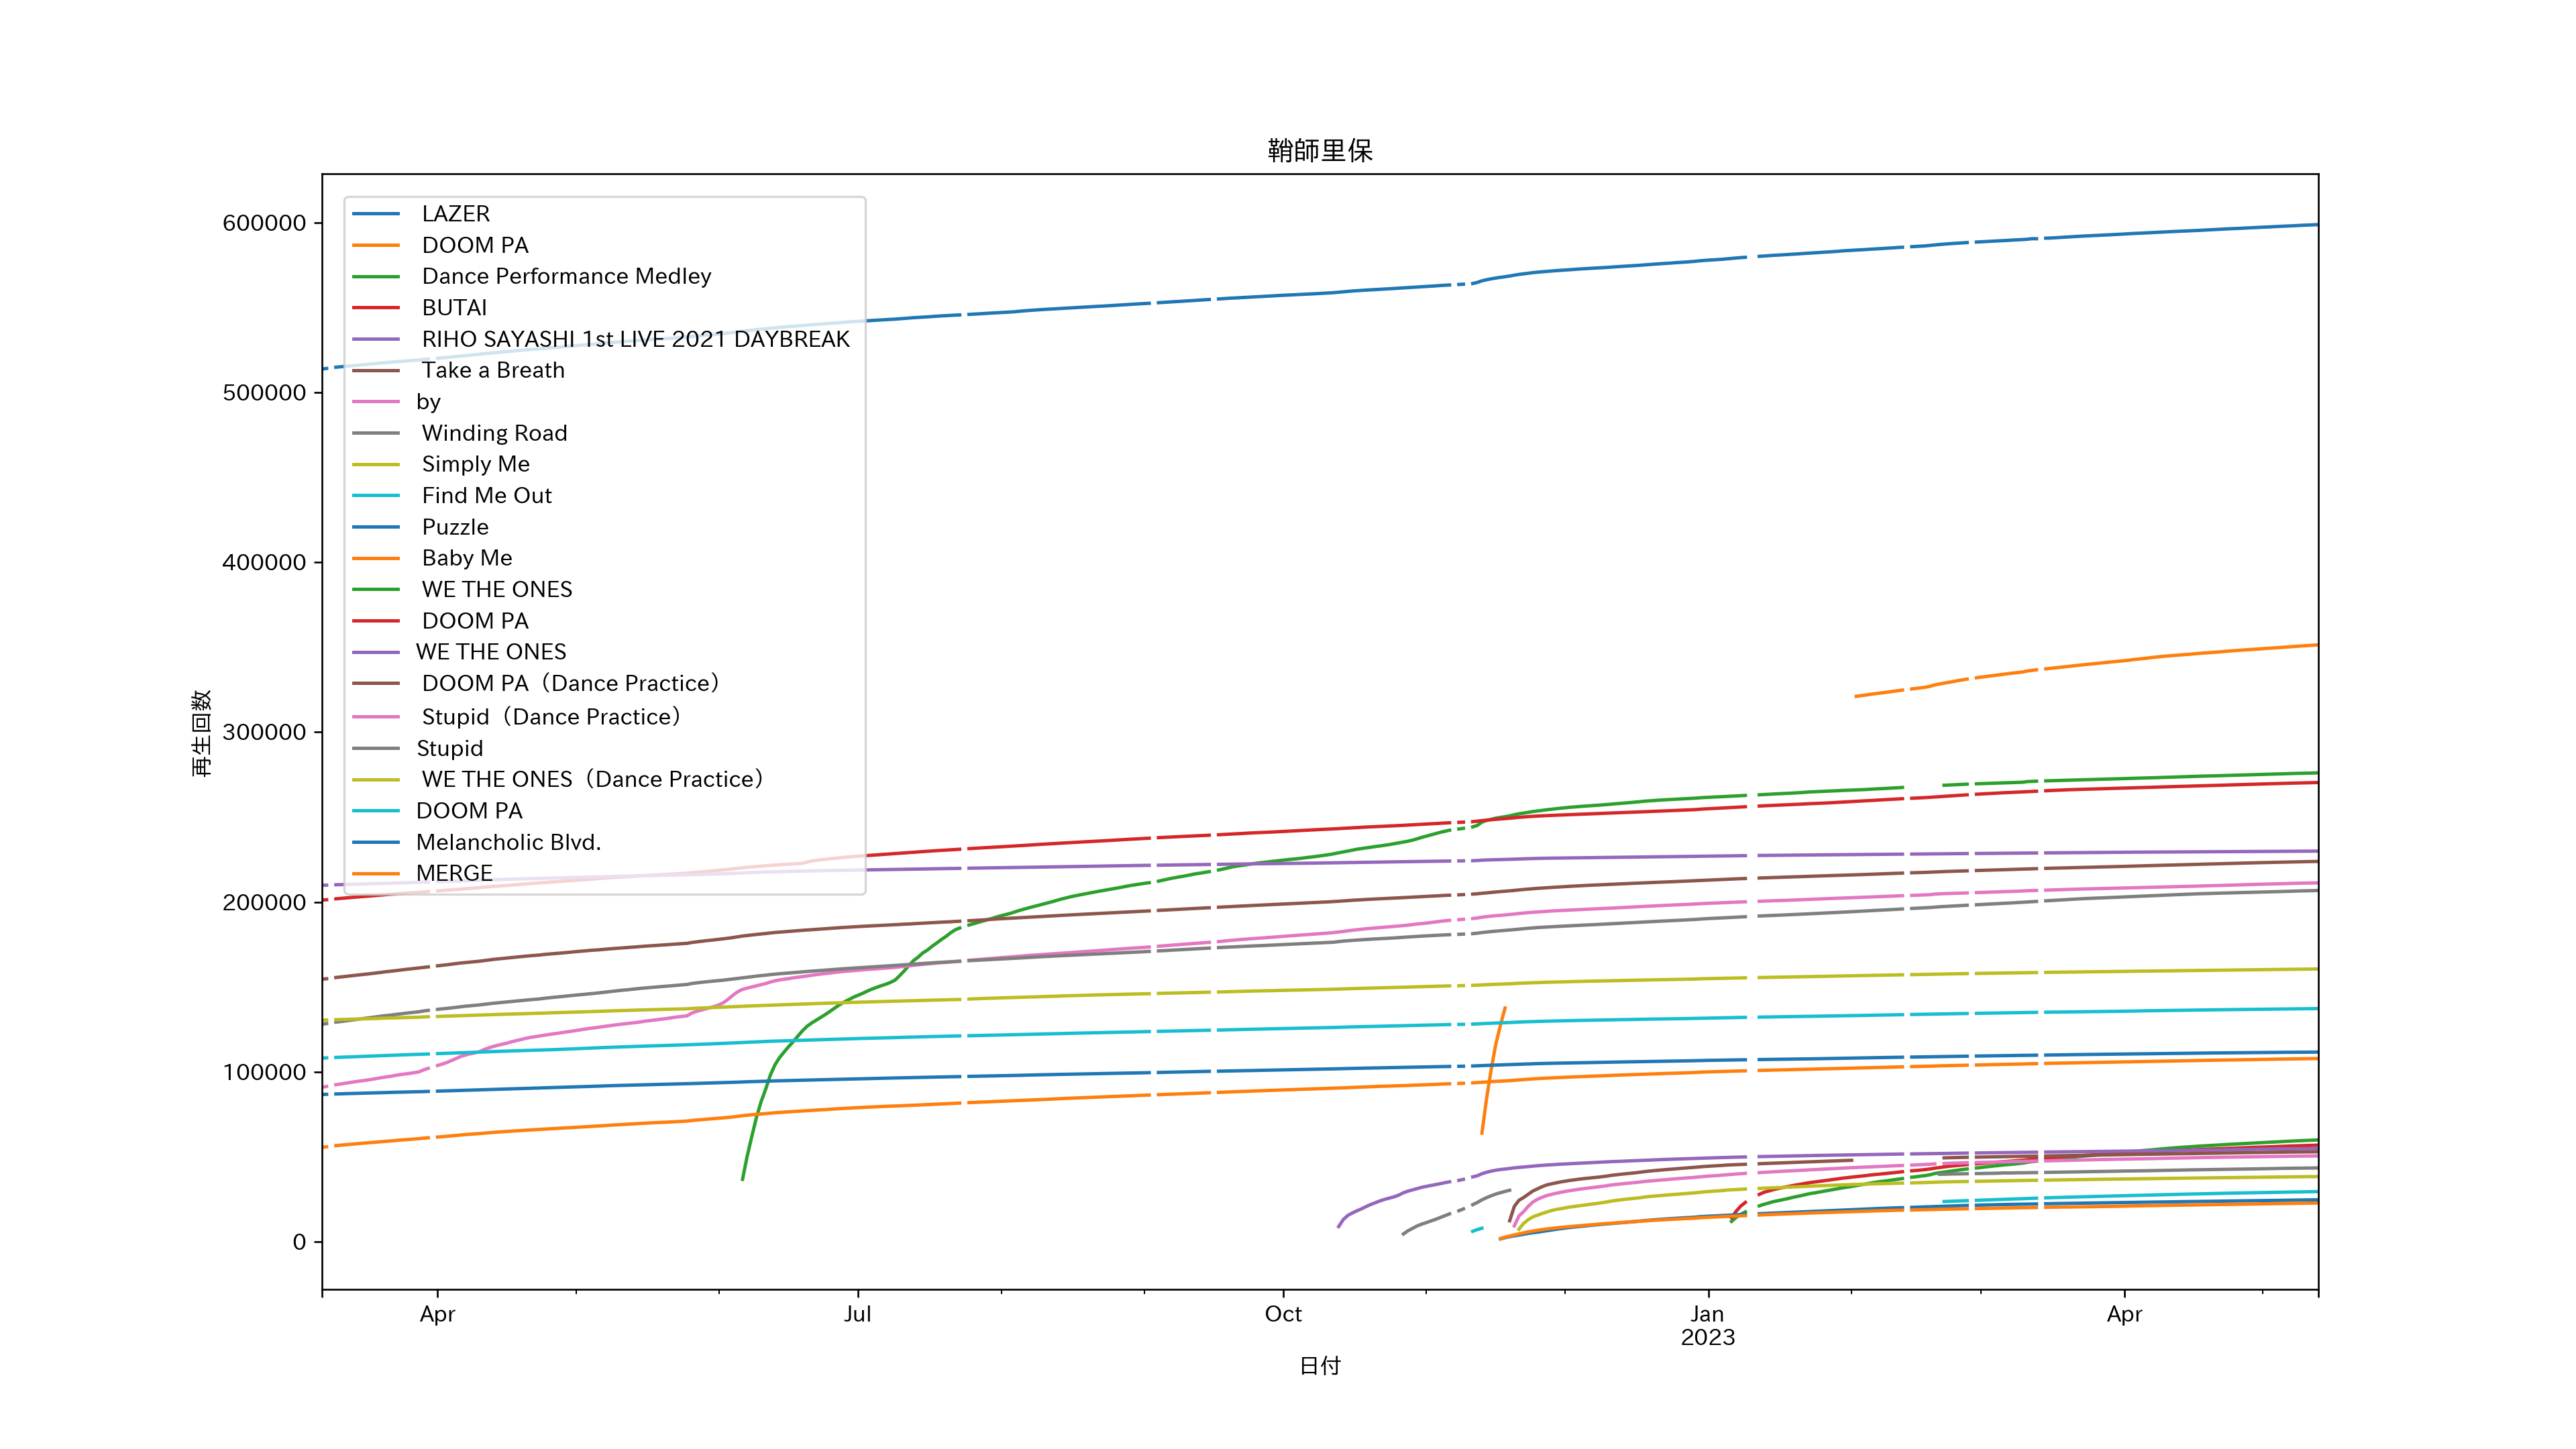 鞘師里保
600000
500000
400000
300000
200000
100000
0
再生回数
LAZER
DOOM PA
Dance Performance Medley
BUTAI
RIHO SAYASHI 1st LIVE 2021 DAYBREAK
Take a Breath
by
Winding Road
Simply Me
Find Me Out
Puzzle
Baby Me
WE THE ONES
DOOM PA
WE THE ONES
DOOM PA（Dance Practice）
Stupid（Dance Practice）
Stupid
WE THE ONES（Dance Practice）
DOOM PA
Melancholic Blvd.
MERGE
Apr
Jul
Oct
Jan
2023
Apr
日付